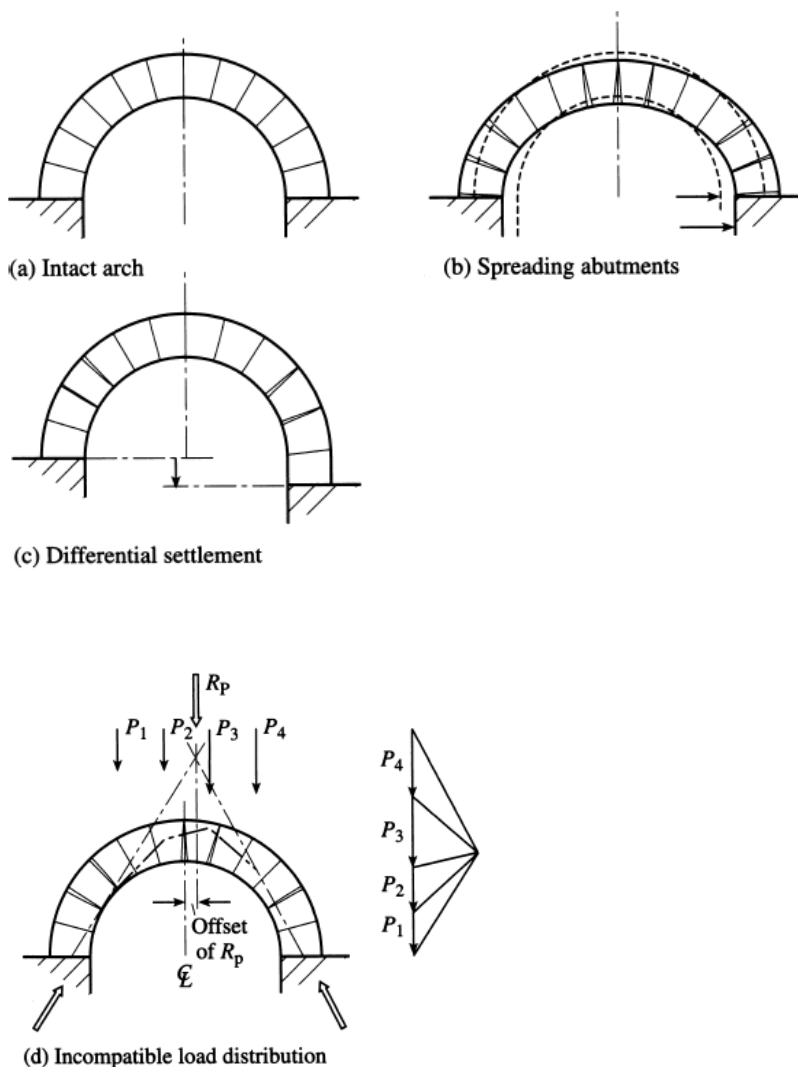 (a) Intact arch
(b) Spreading abutments
(c) Differential settlement
R_P
P_1 P_2 P_3 P_4
Offset
of R_P
℄
P_4
P_3
P_2
P_1
(d) Incompatible load distribution